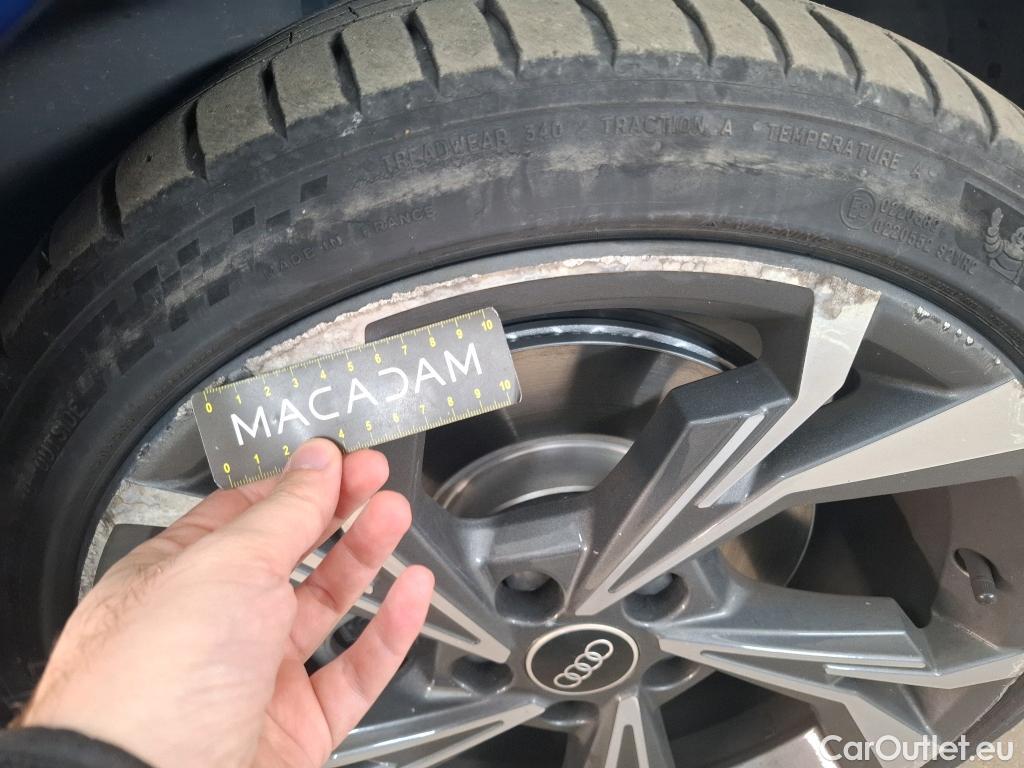 TREADWEAR 340 TRACTION A TEMPERATURE A
MADE IN FRANCE
OUTSIDE
0 1 2 3 4 5 6 7 8 9 10
MACADAM
0 1 2 4 5 6 7 8 9 10
CarOutlet.eu